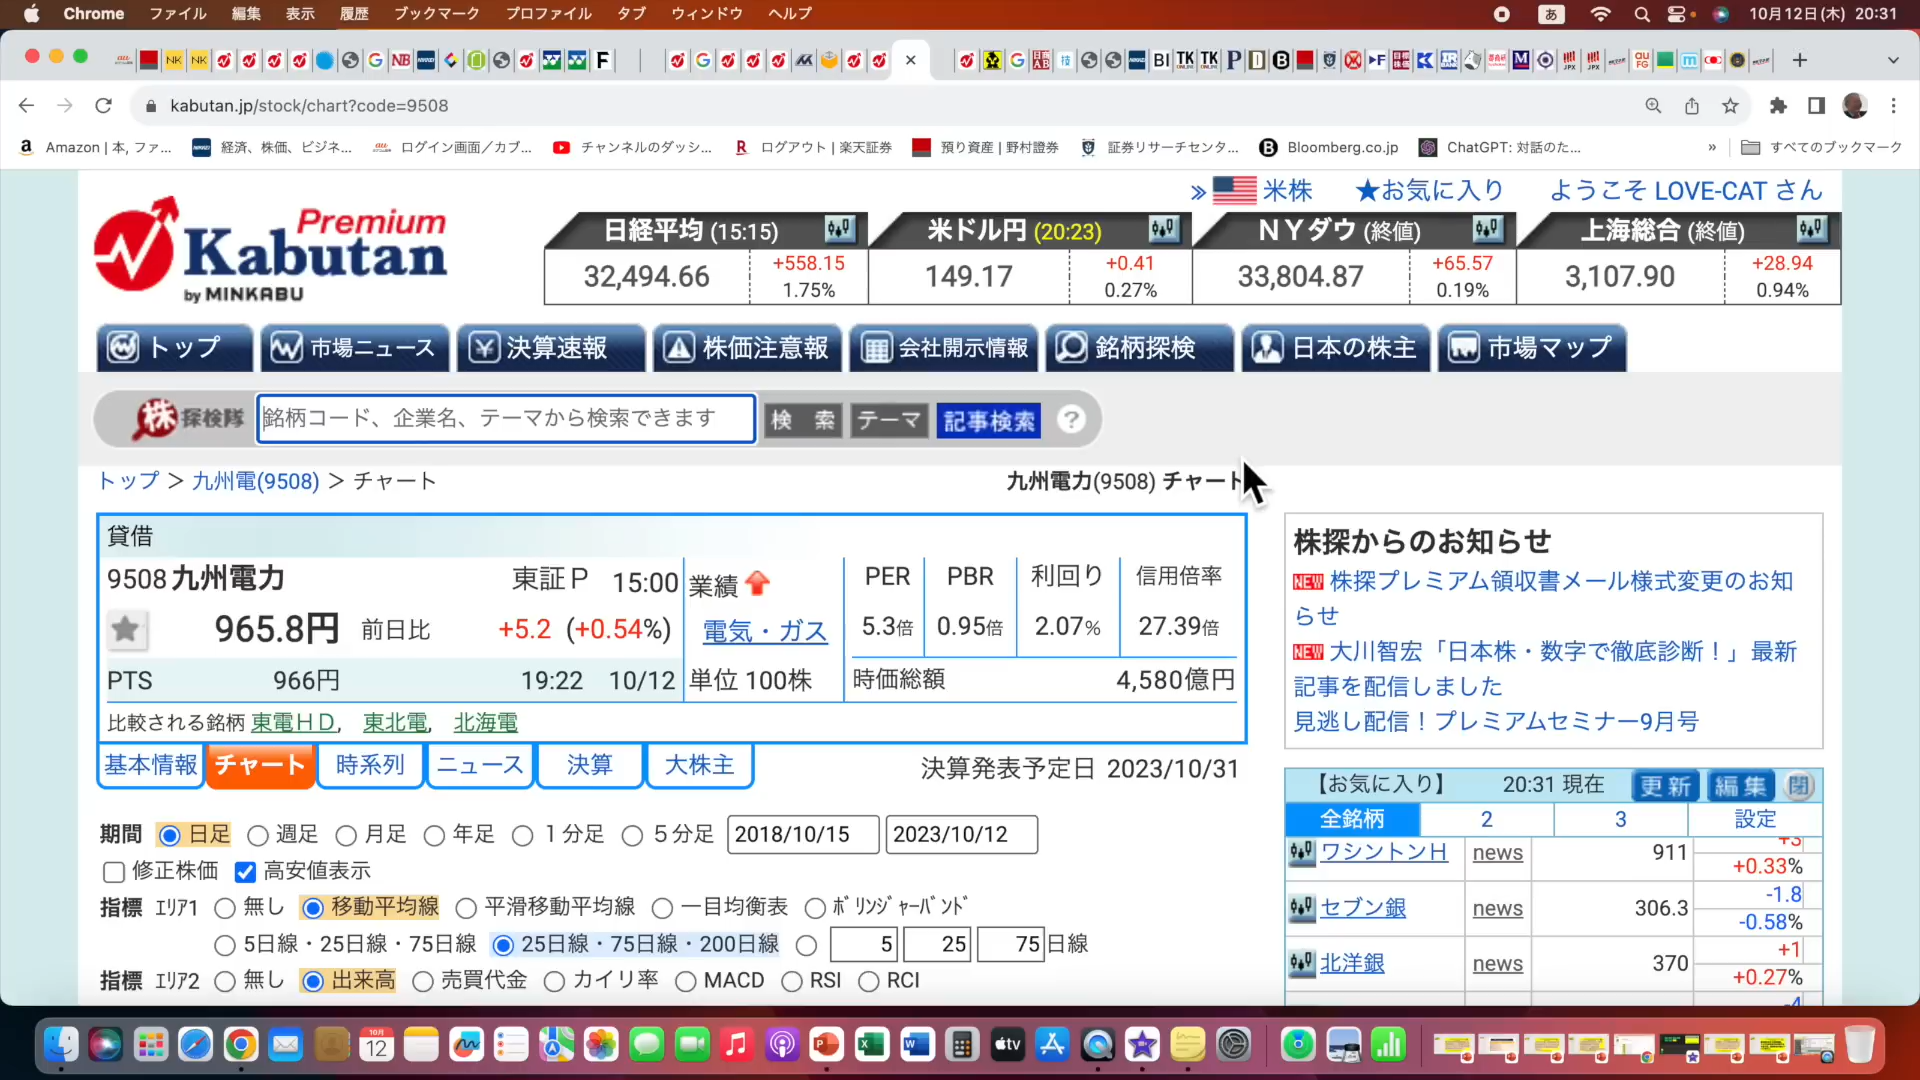 Chrome ファイル 編集 表示 履歴 ブックマーク プロファイル タブ ウィンドウ ヘルプ あ 10月12日(木) 20:31
kabutan.jp/stock/chart?code=9508
Amazon | 本, ファ... 経済、株価、ビジネ... ログイン画面／カブ... チャンネルのダッシ... ログアウト | 楽天証券 預り資産 | 野村證券 証券リサーチセンタ... Bloomberg.co.jp ChatGPT: 対話のた... » すべてのブックマーク
米株 ★お気に入り ようこそ LOVE-CAT さん
Premium
Kabutan
by MINKABU
日経平均 (15:15) 米ドル円 (20:23) ＮＹダウ (終値) 上海総合 (終値)
32,494.66 +558.15 1.75% 149.17 +0.41 0.27% 33,804.87 +65.57 0.19% 3,107.90 +28.94 0.94%
トップ 市場ニュース 決算速報 株価注意報 会社開示情報 銘柄探検 日本の株主 市場マップ
株探検隊 銘柄コード、企業名、テーマから検索できます 検 索 テーマ 記事検索 ?
トップ > 九州電(9508) > チャート 九州電力(9508) チャート
貸借
9508 九州電力 東証Ｐ 15:00 業績
965.8円 前日比 +5.2 (+0.54%) 電気・ガス
PTS 966円 19:22 10/12 単位 100株
PER PBR 利回り 信用倍率
5.3倍 0.95倍 2.07% 27.39倍
時価総額 4,580億円
比較される銘柄 東電ＨＤ, 東北電, 北海電
基本情報 チャート 時系列 ニュース 決算 大株主 決算発表予定日 2023/10/31
期間 日足 週足 月足 年足 １分足 ５分足 2018/10/15 2023/10/12
修正株価 高安値表示
指標 ｴﾘｱ1 無し 移動平均線 平滑移動平均線 一目均衡表 ﾎﾞﾘﾝｼﾞｬｰﾊﾞﾝﾄﾞ
5日線・25日線・75日線 25日線・75日線・200日線 5 25 75 日線
指標 ｴﾘｱ2 無し 出来高 売買代金 カイリ率 MACD RSI RCI
株探からのお知らせ
NEW 株探プレミアム領収書メール様式変更のお知
らせ
NEW 大川智宏「日本株・数字で徹底診断！」最新
記事を配信しました
見逃し配信！プレミアムセミナー9月号
【お気に入り】 20:31 現在 更新 編集 閉
全銘柄 2 3 設定
ワシントンＨ news 911 +3 +0.33%
セブン銀 news 306.3 -1.8 -0.58%
北洋銀 news 370 +1 +0.27%
10月
12
tv